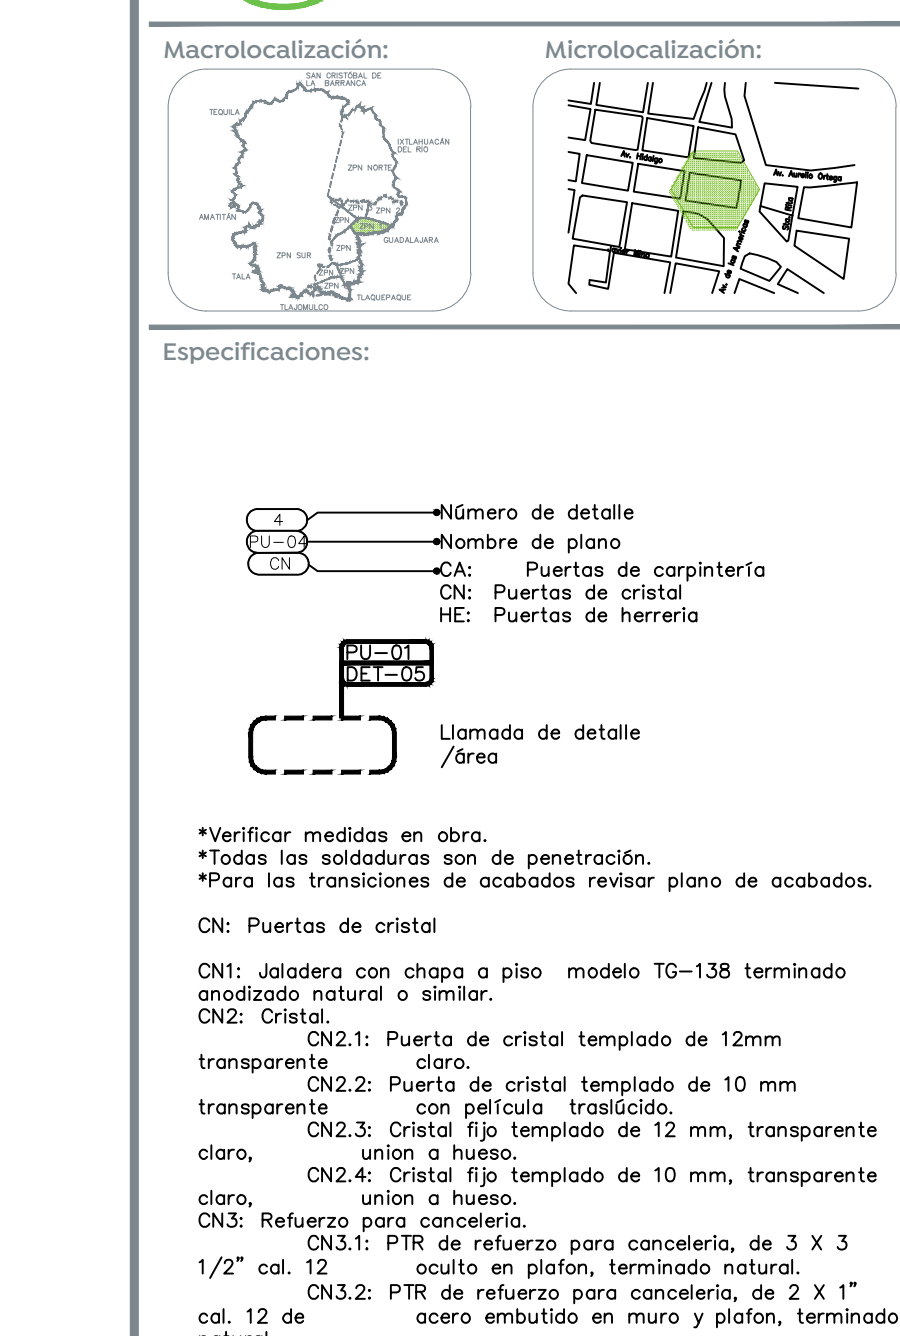 Macrolocalización:
Microlocalización:
SAN CRISTÓBAL DE
LA BARRANCA
TEQUILA
IXTLAHUACÁN
DEL RÍO
ZPN NORTE
ZPN 3
ZPN 2
AMATITÁN
ZPN
ZPN 1
GUADALAJARA
ZPN
ZPN SUR
TALA
ZPN
ZPN
ZPN
TLAQUEPAQUE
TLAJOMULCO
Av. Hidalgo
Av. Aurelio Ortega
Sta. Rita
Av. de las Americas
Especificaciones:
4
Número de detalle
PU-04
Nombre de plano
CN
CA: Puertas de carpintería
CN: Puertas de cristal
HE: Puertas de herreria
PU-01
DET-05
Llamada de detalle
/área
*Verificar medidas en obra.
*Todas las soldaduras son de penetración.
*Para las transiciones de acabados revisar plano de acabados.
CN: Puertas de cristal
CN1: Jaladera con chapa a piso modelo TG-138 terminado
anodizado natural o similar.
CN2: Cristal.
CN2.1: Puerta de cristal templado de 12mm
transparente claro.
CN2.2: Puerta de cristal templado de 10 mm
transparente con película traslúcido.
CN2.3: Cristal fijo templado de 12 mm, transparente
claro, union a hueso.
CN2.4: Cristal fijo templado de 10 mm, transparente
claro, union a hueso.
CN3: Refuerzo para canceleria.
CN3.1: PTR de refuerzo para canceleria, de 3 X 3
1/2" cal. 12 oculto en plafon, terminado natural.
CN3.2: PTR de refuerzo para canceleria, de 2 X 1"
cal. 12 de acero embutido en muro y plafon, terminado